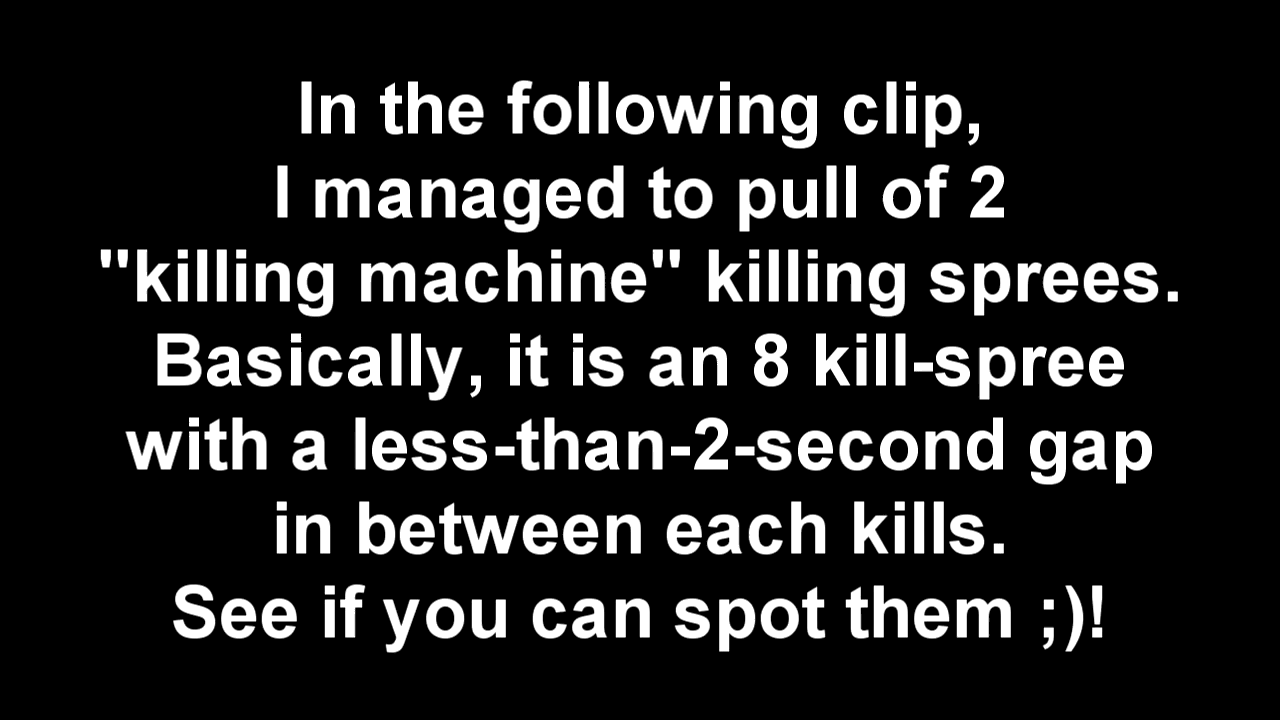 In the following clip,
I managed to pull of 2
"killing machine" killing sprees.
Basically, it is an 8 kill-spree
with a less-than-2-second gap
in between each kills.
See if you can spot them ;)!